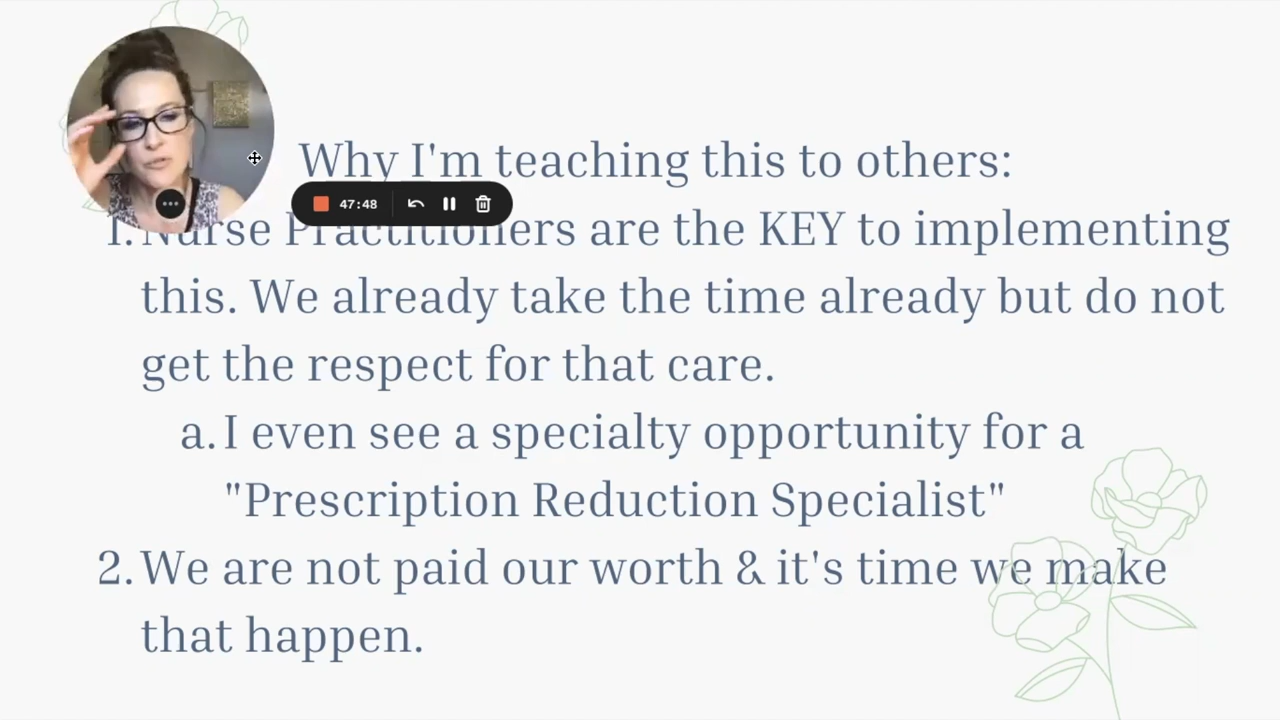 Why I'm teaching this to others:
47:48
1. Nurse Practitioners are the KEY to implementing
this. We already take the time already but do not
get the respect for that care.
a. I even see a specialty opportunity for a
"Prescription Reduction Specialist"
2. We are not paid our worth & it's time we make
that happen.